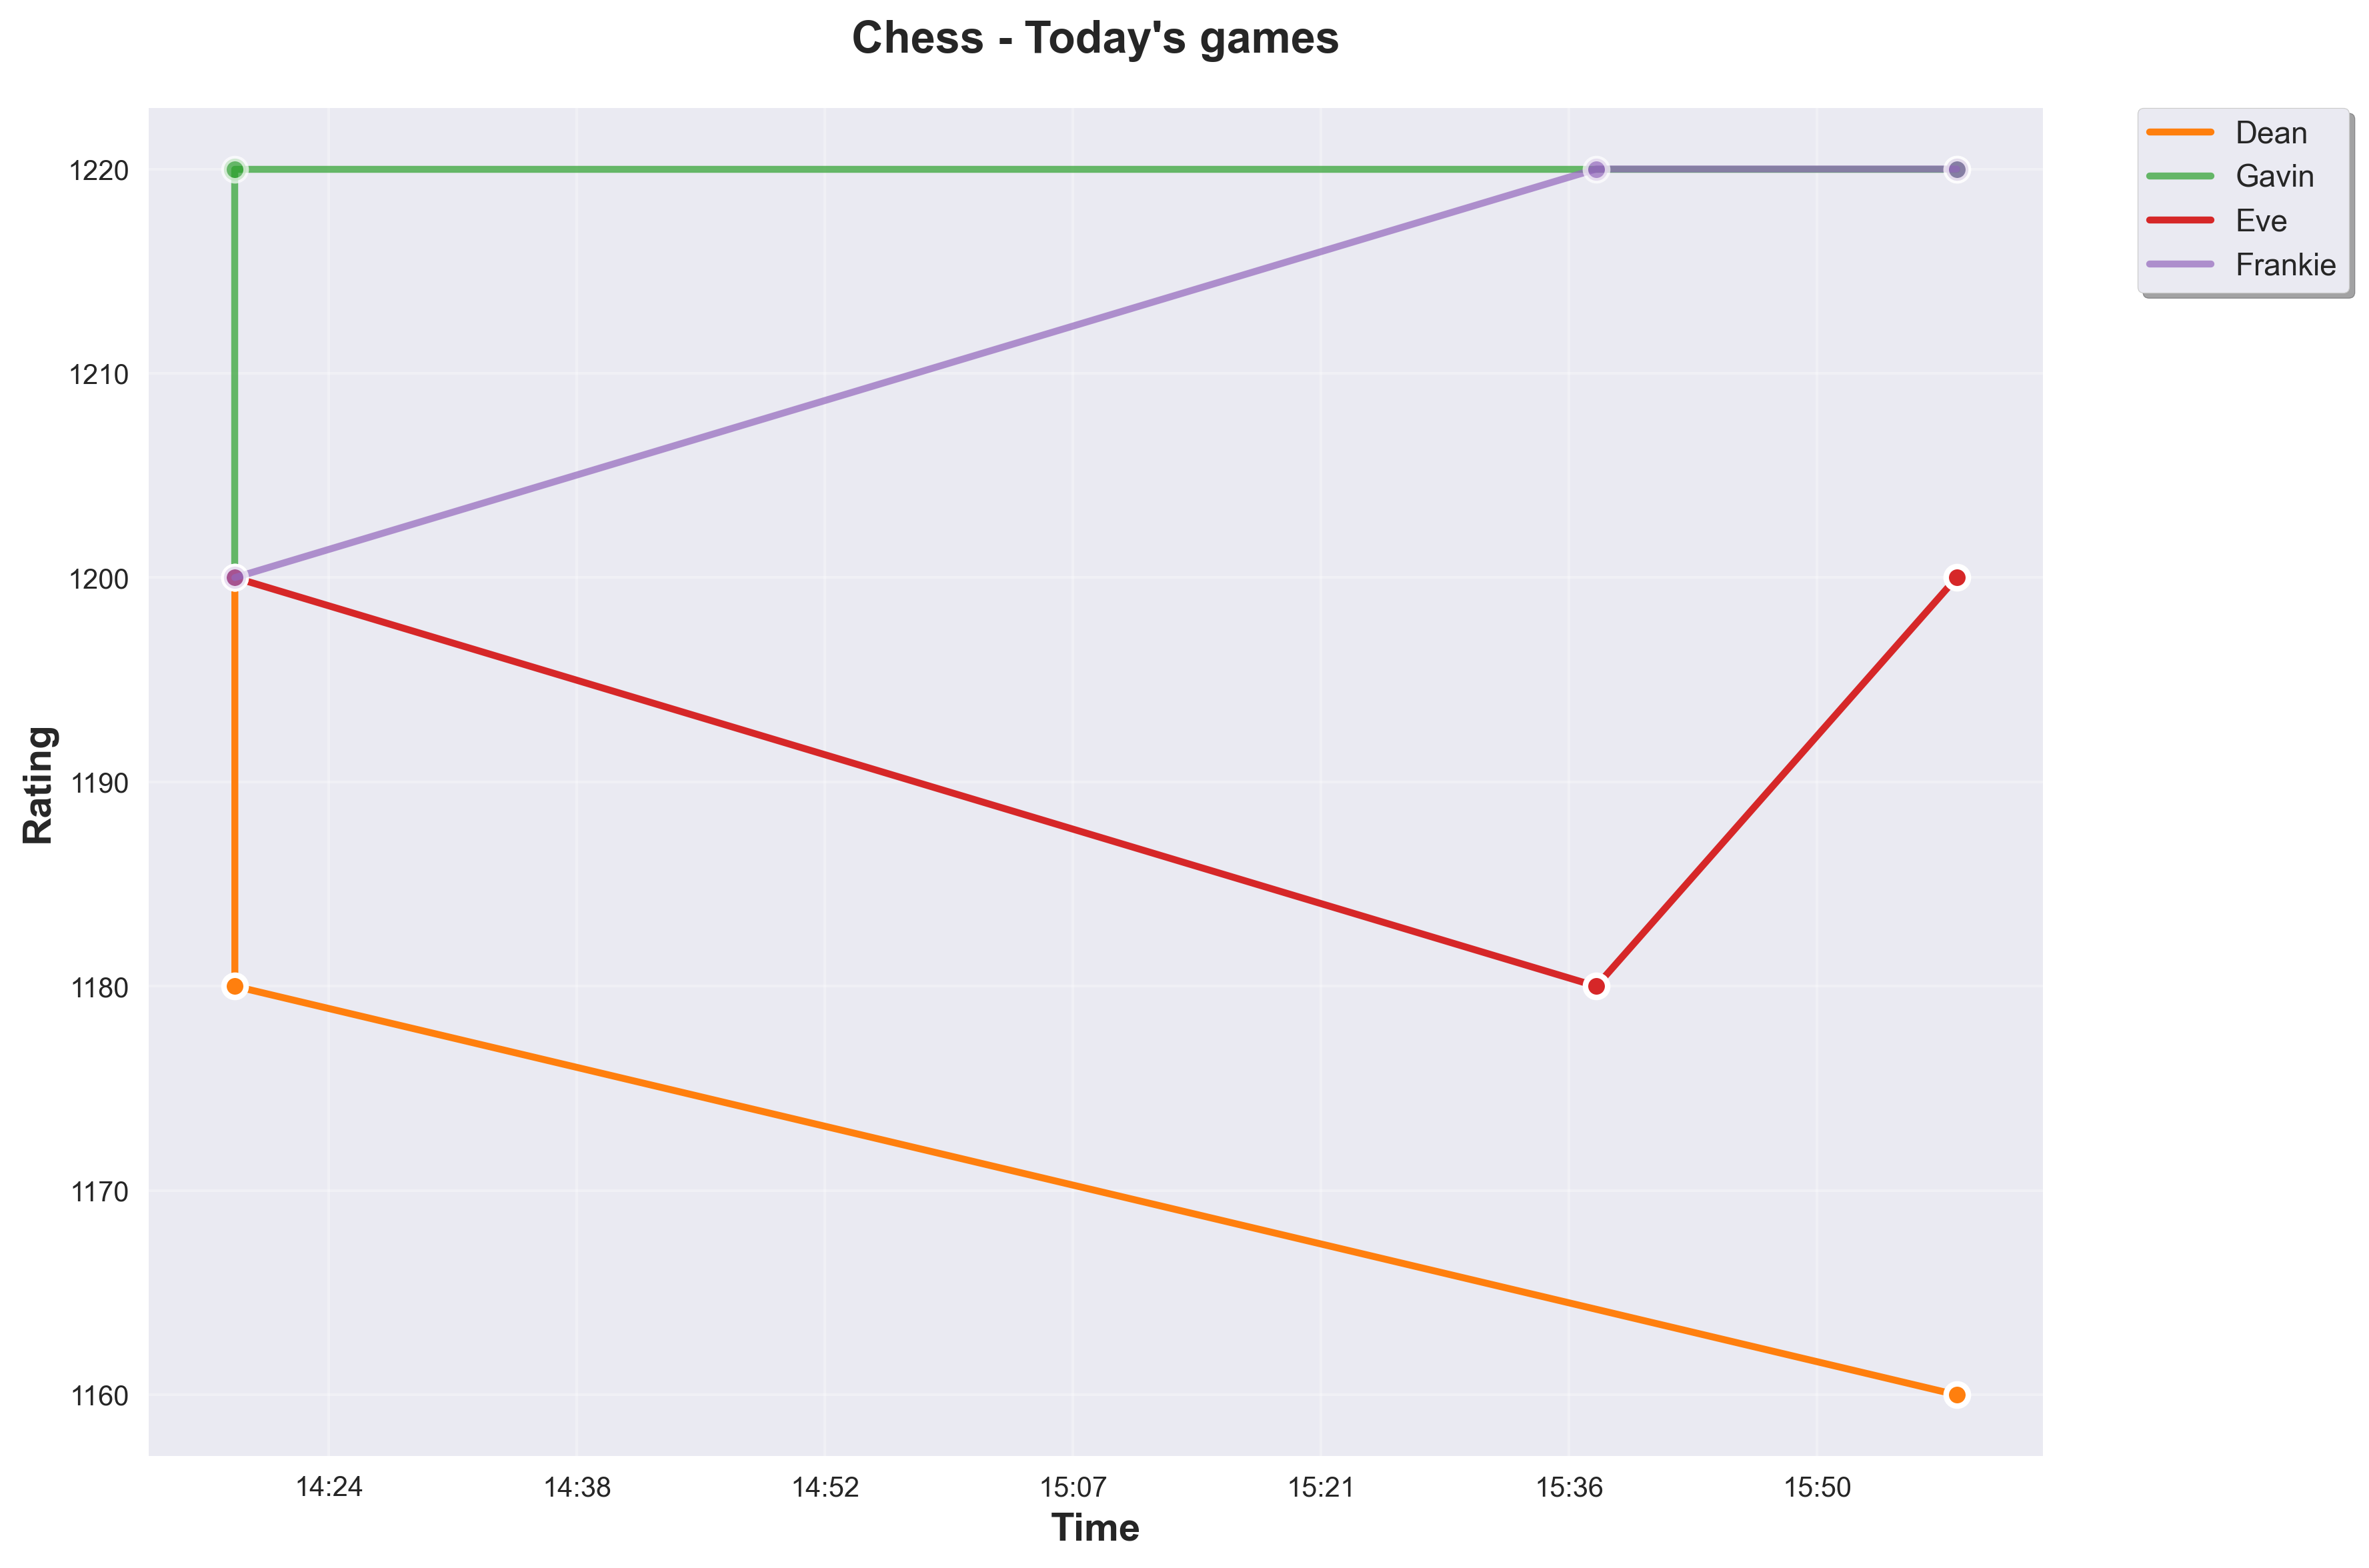 Chess - Today's games
1220
1210
1200
1190
1180
1170
1160
Rating
14:24
14:38
14:52
15:07
15:21
15:36
15:50
Time
Dean
Gavin
Eve
Frankie